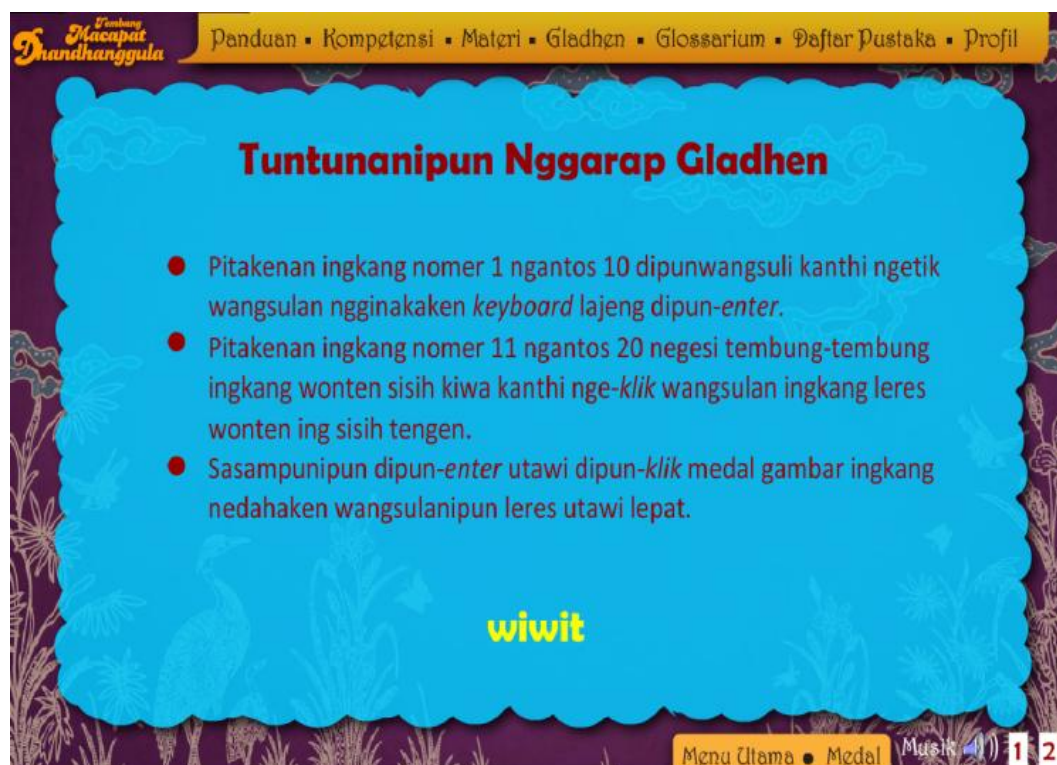 Tembang
Macapat
Dhandhanggula
Panduan ▪ Kompetensi ▪ Materi ▪ Gladhen ▪ Glossarium ▪ Daftar Pustaka ▪ Profil
Tuntunanipun Nggarap Gladhen
● Pitakenan ingkang nomer 1 ngantos 10 dipunwangsuli kanthi ngetik
wangsulan ngginakaken keyboard lajeng dipun-enter.
● Pitakenan ingkang nomer 11 ngantos 20 negesi tembung-tembung
ingkang wonten sisih kiwa kanthi nge-klik wangsulan ingkang leres
wonten ing sisih tengen.
● Sasampunipun dipun-enter utawi dipun-klik medal gambar ingkang
nedahaken wangsulanipun leres utawi lepat.
wiwit
Menu Utama ● Medal Musik 1 2